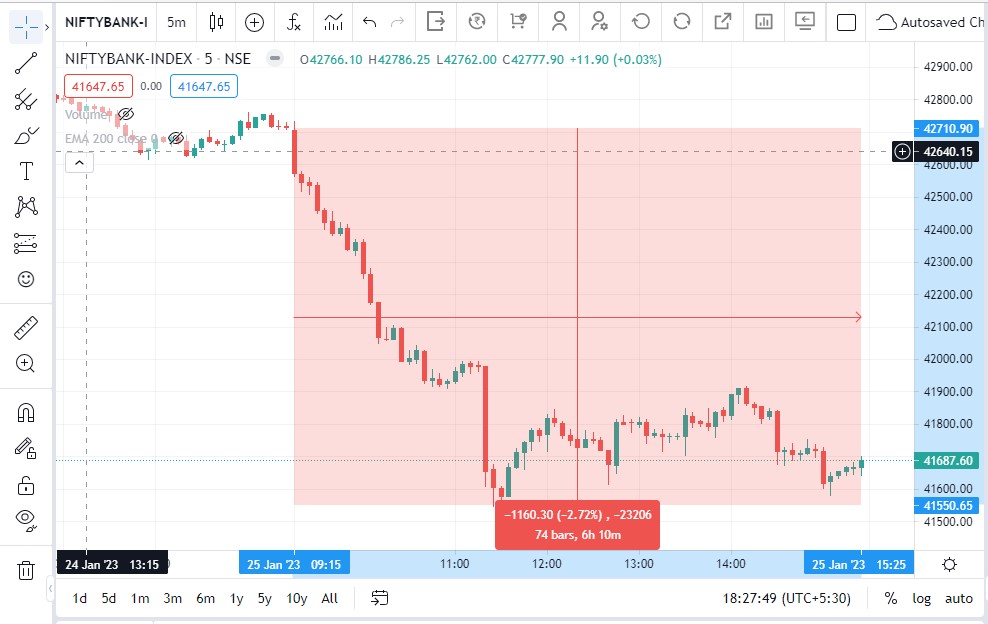 NIFTYBANK-I 5m Autosaved Ch
NIFTYBANK-INDEX · 5 · NSE O42766.10 H42786.25 L42762.00 C42777.90 +11.90 (+0.03%)
41647.65 0.00 41647.65
Volume
EMA 200 close 0
42900.00
42800.00
42710.90
42640.15
42600.00
42500.00
42400.00
42300.00
42200.00
42100.00
42000.00
41900.00
41800.00
41687.60
41600.00
41550.65
41500.00
−1160.30 (−2.72%) , −23206
74 bars, 6h 10m
24 Jan '23 13:15 25 Jan '23 09:15 11:00 12:00 13:00 14:00 25 Jan '23 15:25
1d 5d 1m 3m 6m 1y 5y 10y All 18:27:49 (UTC+5:30) % log auto